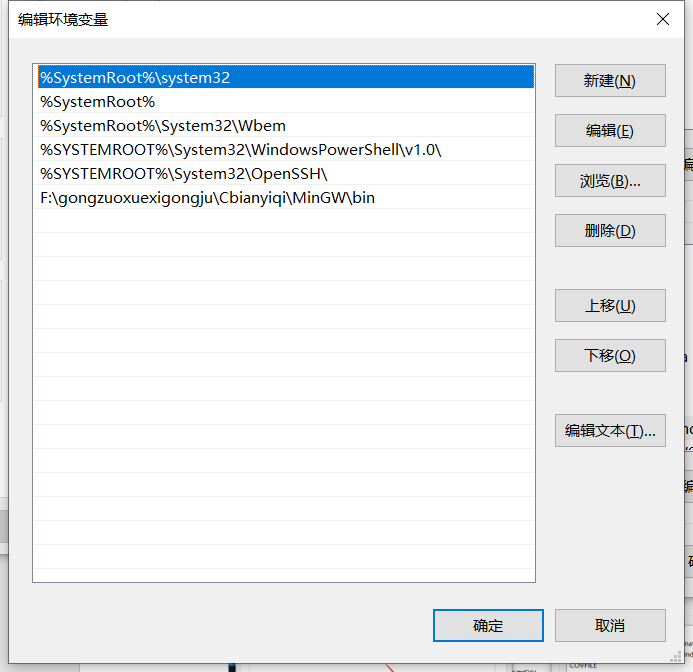 编辑环境变量
%SystemRoot%\system32
%SystemRoot%
%SystemRoot%\System32\Wbem
%SYSTEMROOT%\System32\WindowsPowerShell\v1.0\
%SYSTEMROOT%\System32\OpenSSH\
F:\gongzuoxuexigongju\Cbianyiqi\MinGW\bin
新建(N)
编辑(E)
浏览(B)...
删除(D)
上移(U)
下移(O)
编辑文本(T)...
确定
取消